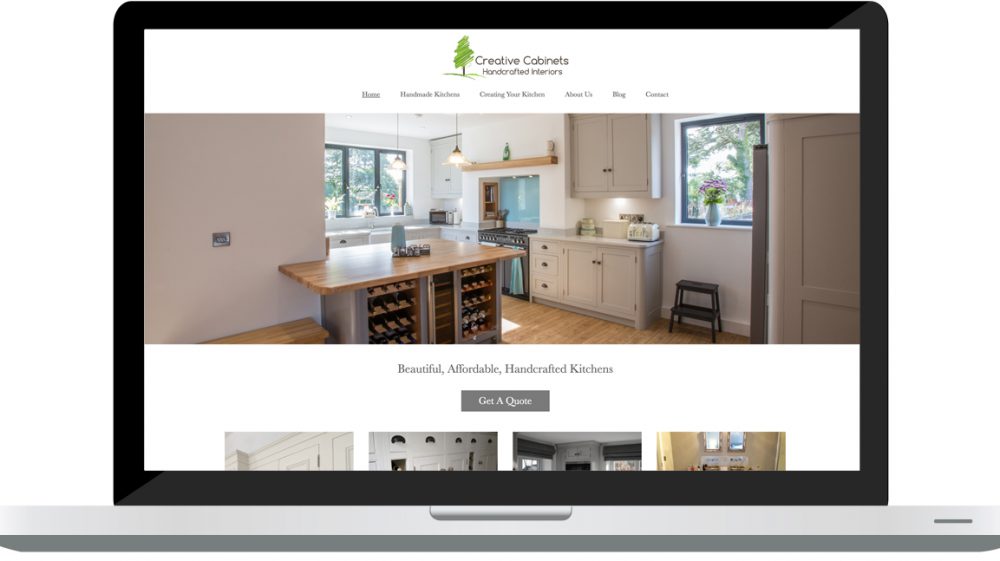 Creative Cabinets
Handcrafted Interiors
Home Handmade Kitchens Creating Your Kitchen About Us Blog Contact
Beautiful, Affordable, Handcrafted Kitchens
Get A Quote